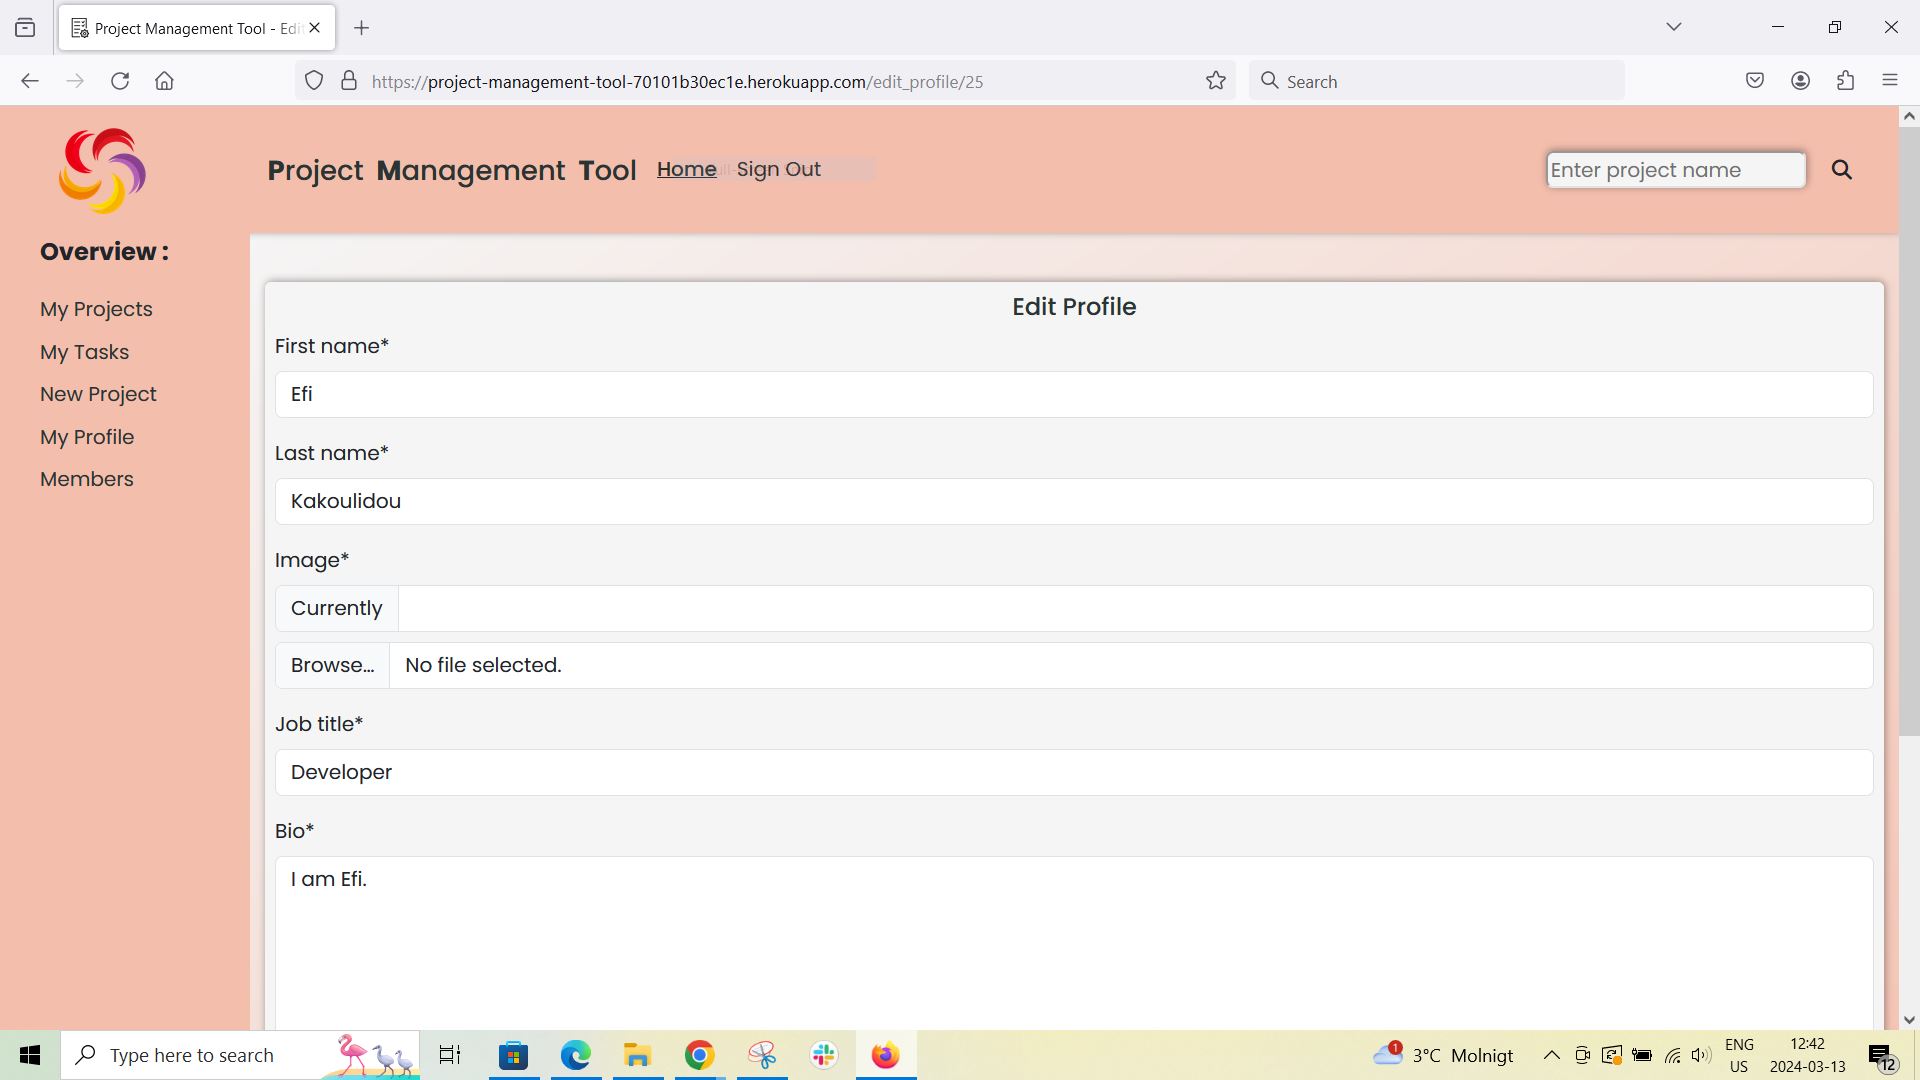 Project Management Tool - Edi
https://project-management-tool-70101b30ec1e.herokuapp.com/edit_profile/25
Search
Project Management Tool
Home
Sign Out
Enter project name
Overview :
My Projects
My Tasks
New Project
My Profile
Members
Edit Profile
First name*
Efi
Last name*
Kakoulidou
Image*
Currently
Browse...
No file selected.
Job title*
Developer
Bio*
I am Efi.
Type here to search
1
3°C Molnigt
ENG
US
12:42
2024-03-13
12